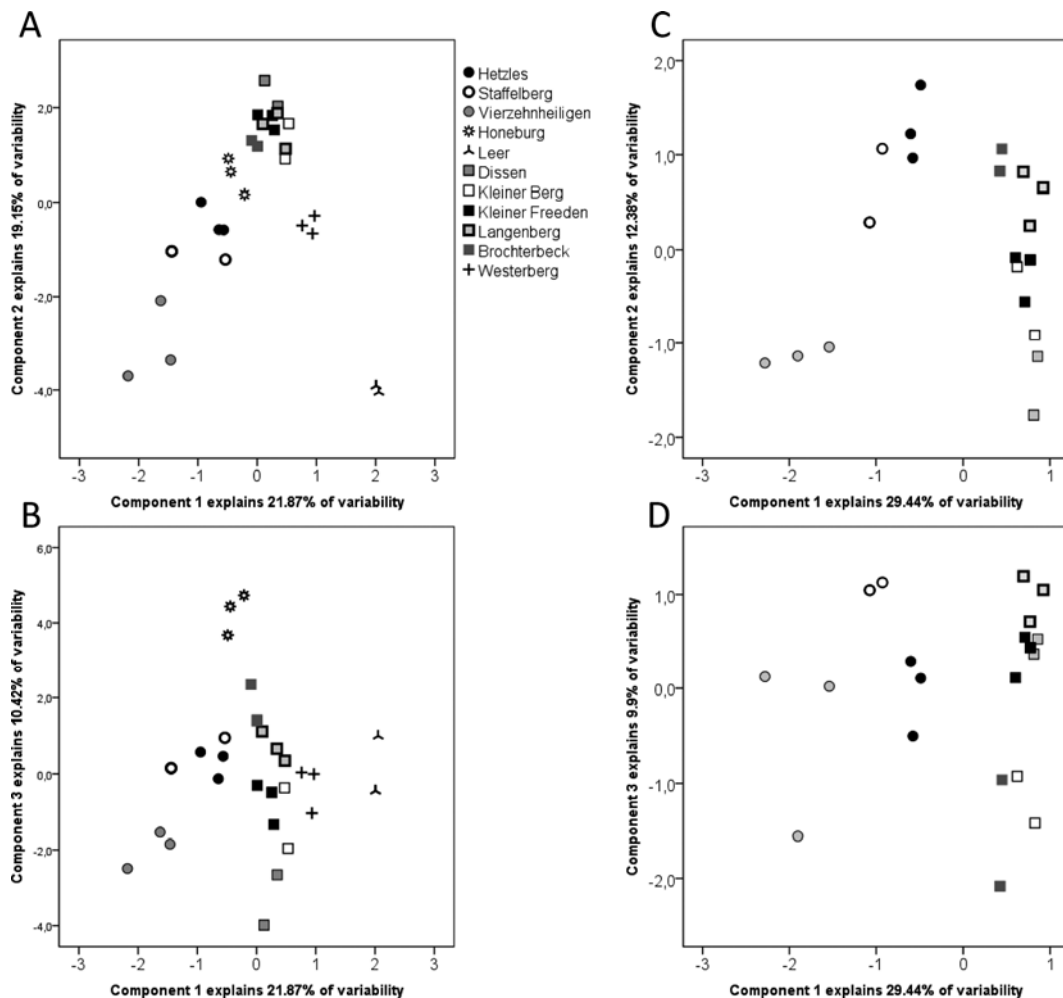 A
2,0
0,0
-2,0
-4,0
Component 2 explains 19.15% of variability
-3 -2 -1 0 1 2 3
Component 1 explains 21.87% of variability
Hetzles
Staffelberg
Vierzehnheiligen
Honeburg
Leer
Dissen
Kleiner Berg
Kleiner Freeden
Langenberg
Brochterbeck
Westerberg
C
2,0
1,0
0,0
-1,0
-2,0
Component 2 explains 12.38% of variability
-3 -2 -1 0 1
Component 1 explains 29.44% of variability
B
6,0
4,0
2,0
0,0
-2,0
-4,0
Component 3 explains 10.42% of variability
-3 -2 -1 0 1 2 3
Component 1 explains 21.87% of variability
D
1,0
0,0
-1,0
-2,0
Component 3 explains 9.9% of variability
-3 -2 -1 0 1
Component 1 explains 29.44% of variability